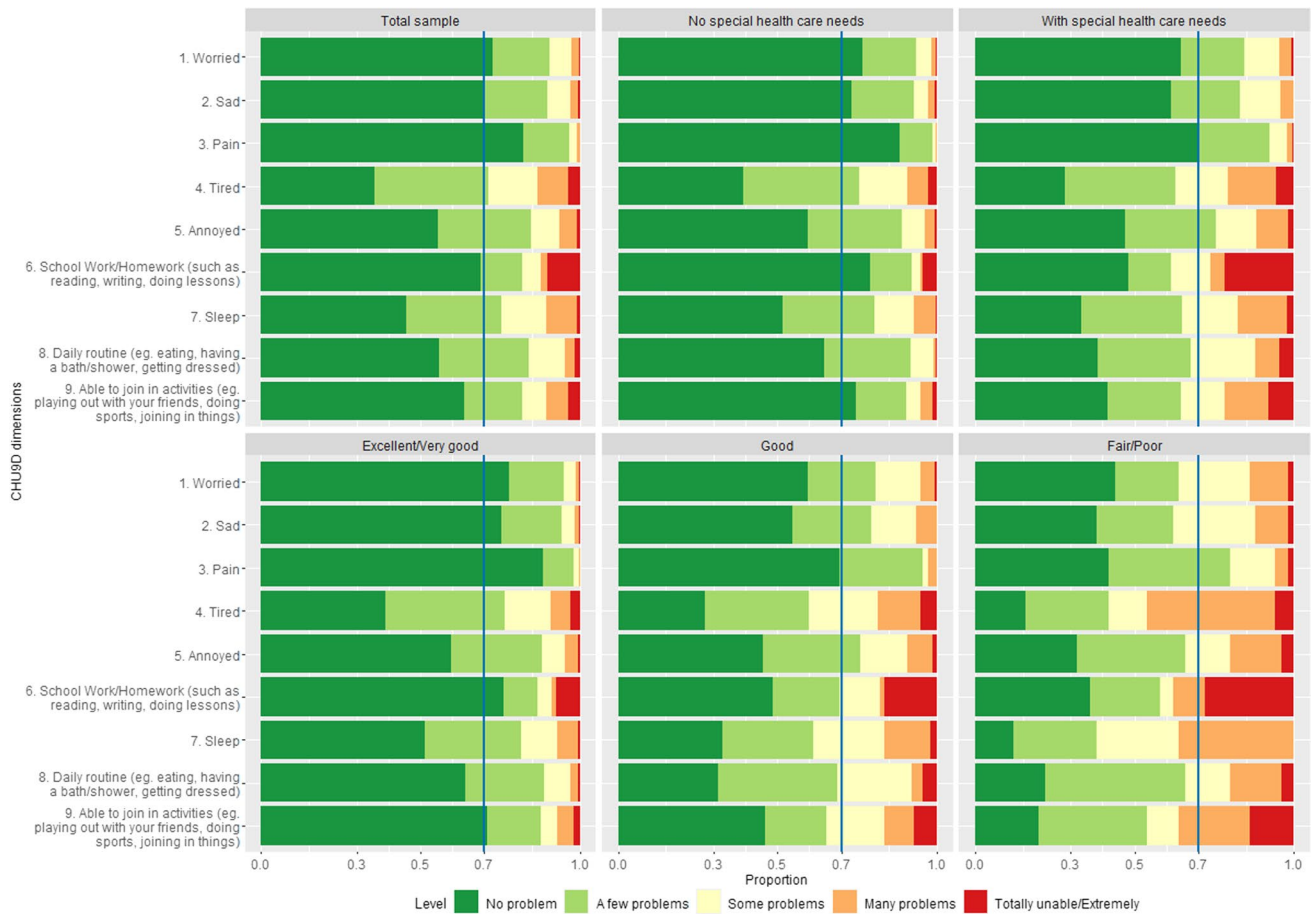 Total sample
No special health care needs
With special health care needs
CHU9D dimensions
1. Worried
2. Sad
3. Pain
4. Tired
5. Annoyed
6. School Work/Homework (such as
reading, writing, doing lessons)
7. Sleep
8. Daily routine (eg. eating, having
a bath/shower, getting dressed)
9. Able to join in activities (eg.
playing out with your friends, doing
sports, joining in things)
Excellent/Very good
Good
Fair/Poor
1. Worried
2. Sad
3. Pain
4. Tired
5. Annoyed
6. School Work/Homework (such as
reading, writing, doing lessons)
7. Sleep
8. Daily routine (eg. eating, having
a bath/shower, getting dressed)
9. Able to join in activities (eg.
playing out with your friends, doing
sports, joining in things)
0.0 0.3 0.5 0.7 1.0
0.0 0.3 0.5 0.7 1.0
0.0 0.3 0.5 0.7 1.0
Proportion
Level No problem A few problems Some problems Many problems Totally unable/Extremely